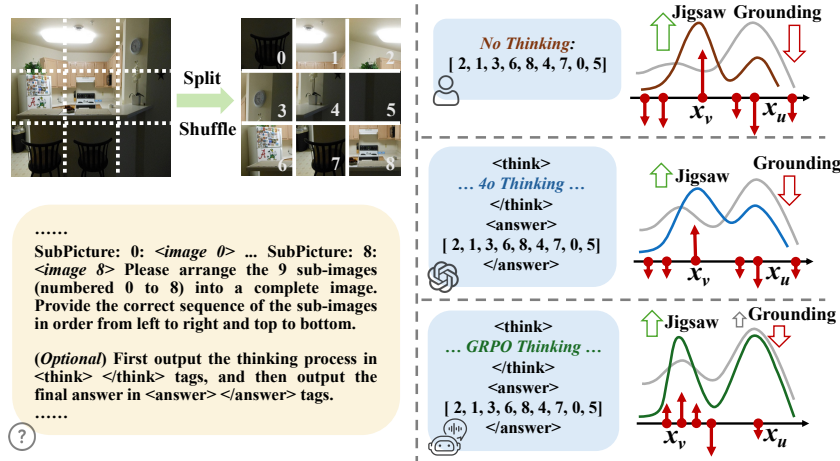 Split
Shuffle
0
1
2
3
4
5
6
7
8
......
SubPicture: 0: <image 0> ... SubPicture: 8:
<image 8> Please arrange the 9 sub-images
(numbered 0 to 8) into a complete image.
Provide the correct sequence of the sub-images
in order from left to right and top to bottom.
(Optional) First output the thinking process in
<think> </think> tags, and then output the
final answer in <answer> </answer> tags.
......
?
No Thinking:
[ 2, 1, 3, 6, 8, 4, 7, 0, 5]
Jigsaw
Grounding
x_v
x_u
<think>
... 4o Thinking ...
</think>
<answer>
[ 2, 1, 3, 6, 8, 4, 7, 0, 5]
</answer>
Jigsaw
Grounding
x_v
x_u
<think>
... GRPO Thinking ...
</think>
<answer>
[ 2, 1, 3, 6, 8, 4, 7, 0, 5]
</answer>
Jigsaw
Grounding
x_v
x_u